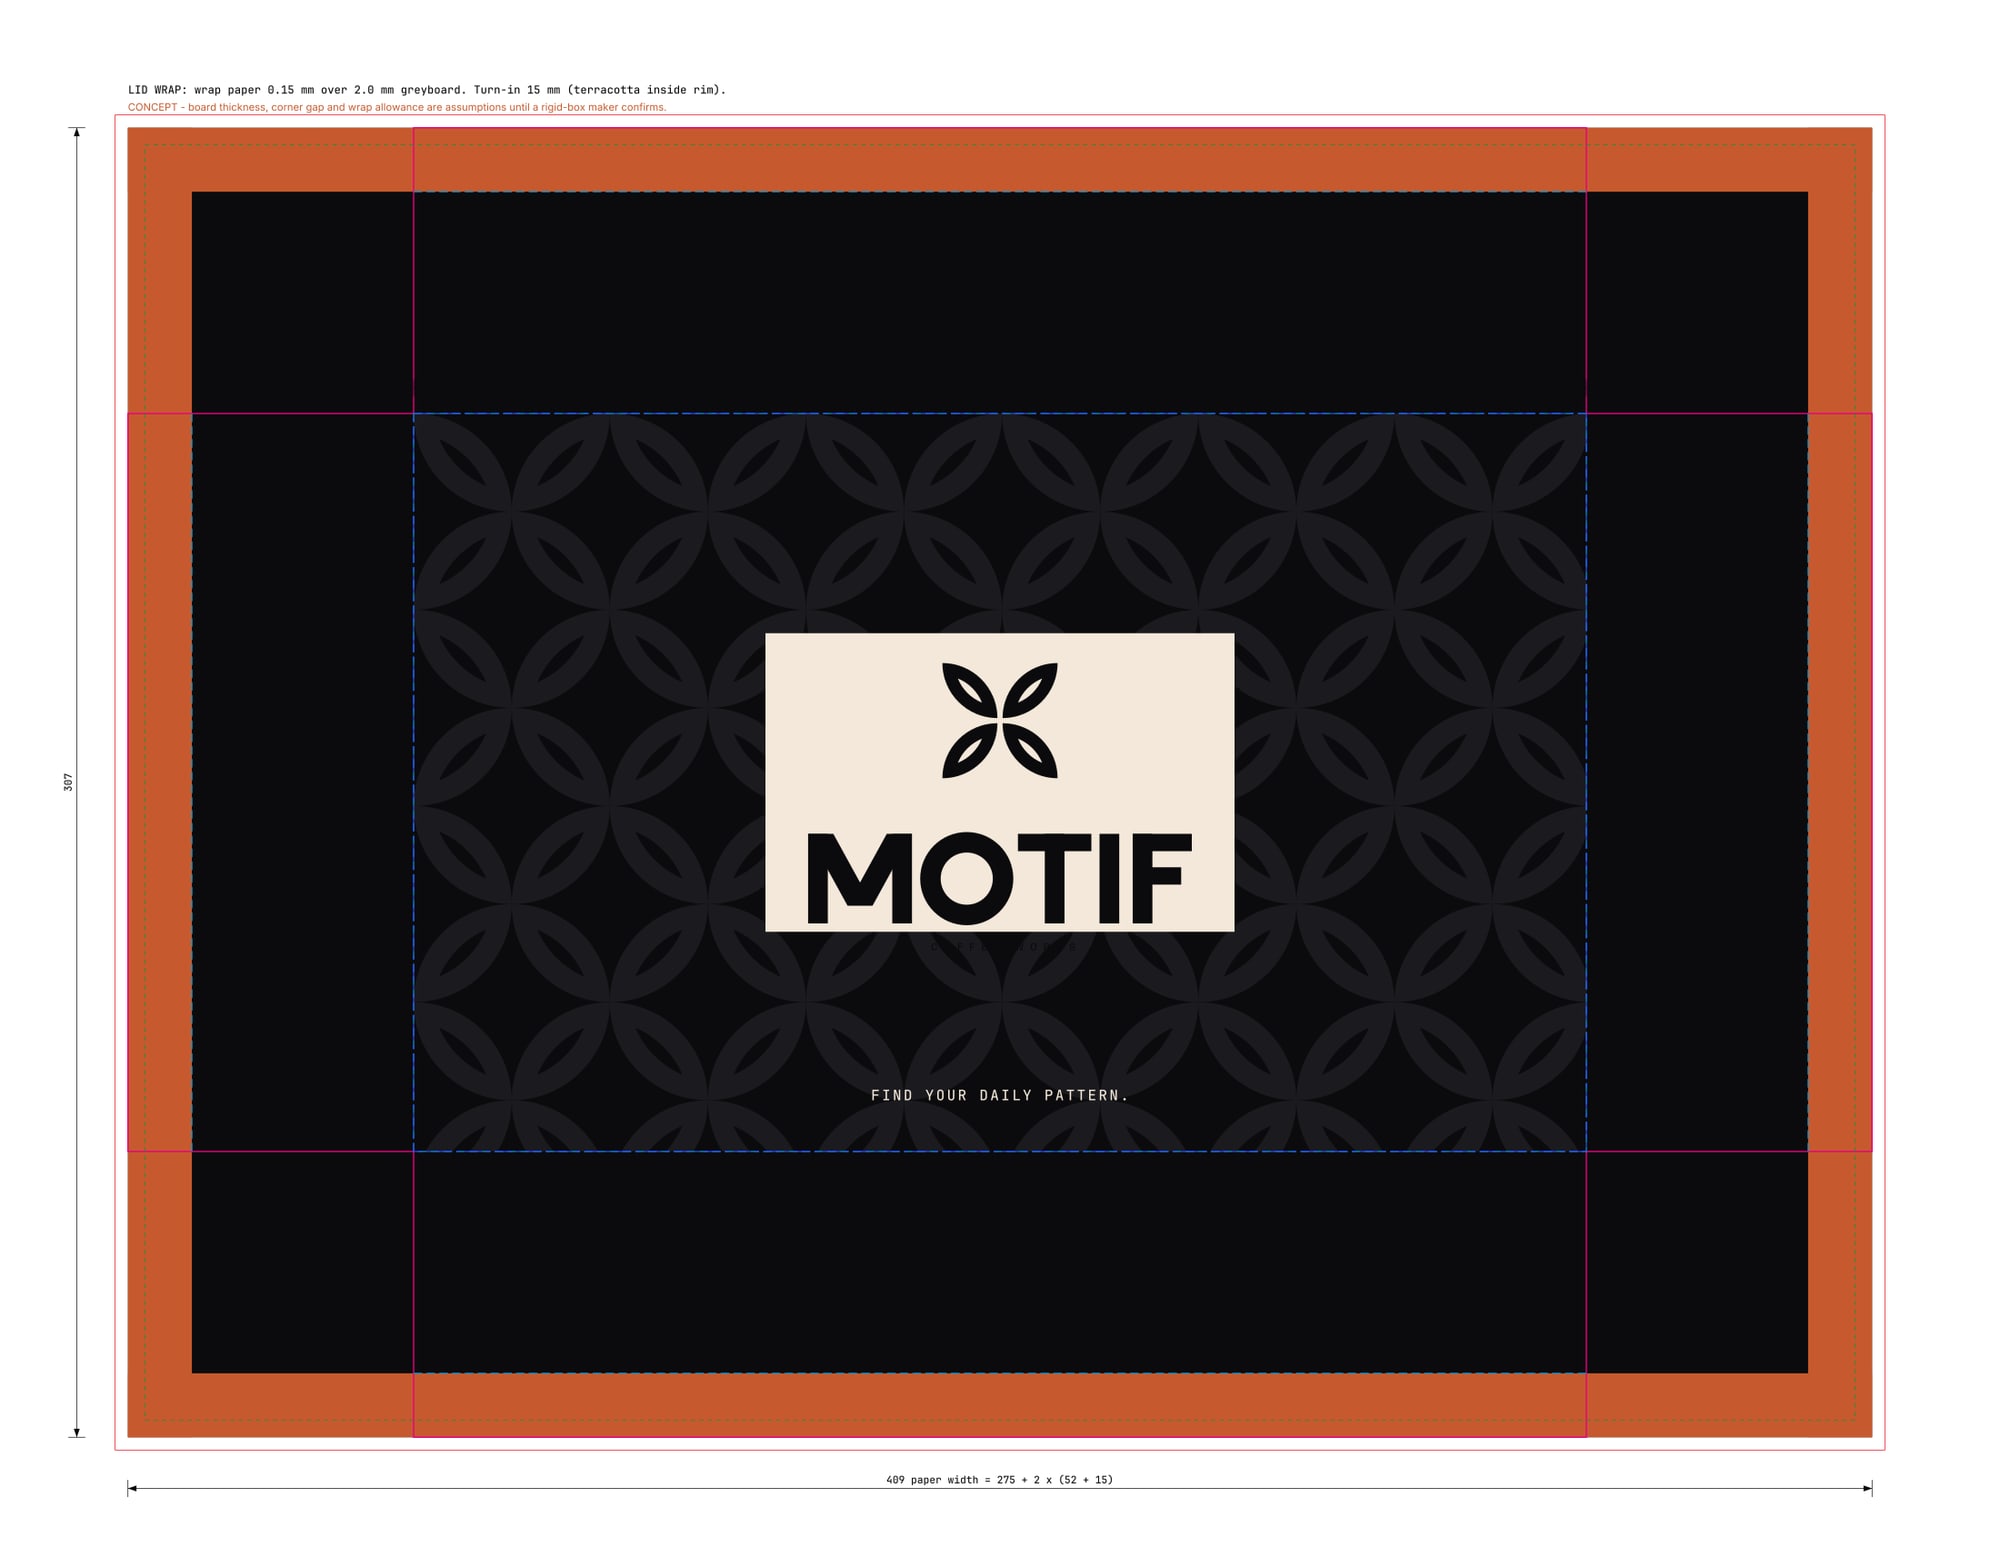 LID WRAP: wrap paper 0.15 mm over 2.0 mm greyboard. Turn-in 15 mm (terracotta inside rim).
CONCEPT - board thickness, corner gap and wrap allowance are assumptions until a rigid-box maker confirms.
307
MOTIF
FIND YOUR DAILY PATTERN.
409 paper width = 275 + 2 x (52 + 15)